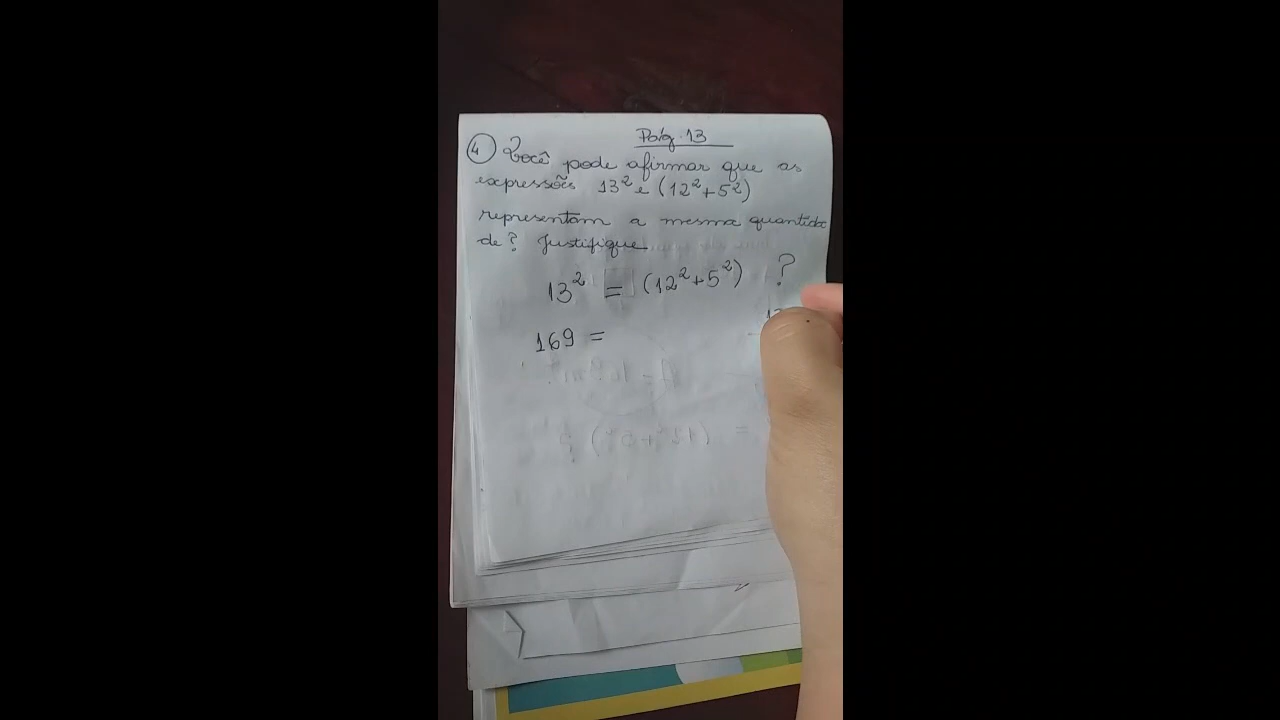 Pág. 13
4 Você pode afirmar que as
expressões 13² e (12² + 5²)
representam a mesma quantida
de? Justifique
13² = (12² + 5²) ?
169 =